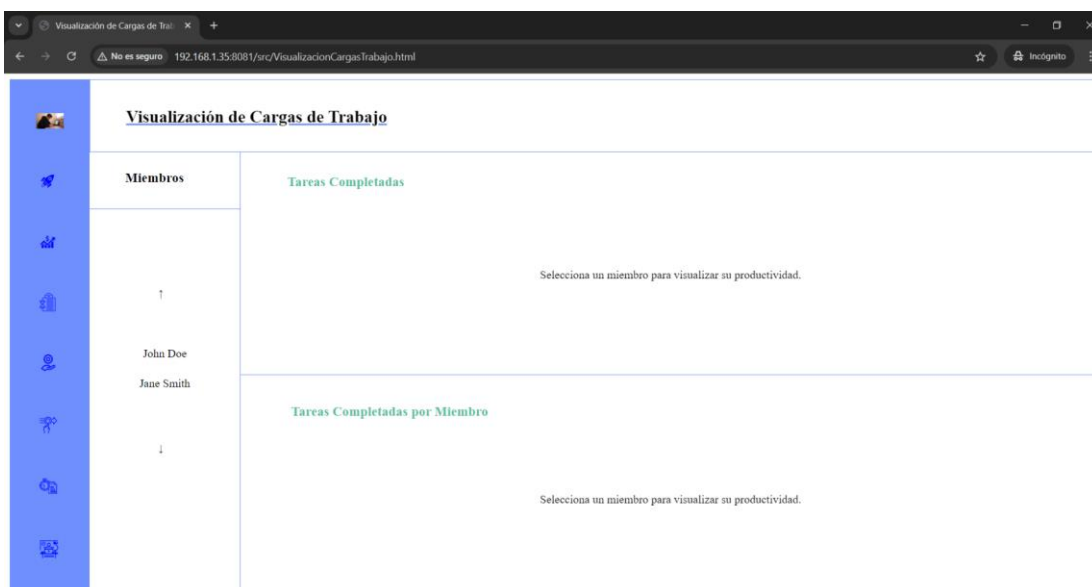 Visualización de Cargas de Trab
No es seguro 192.168.1.35:8081/src/VisualizacionCargasTrabajo.html Incógnito
Visualización de Cargas de Trabajo
Miembros
Tareas Completadas
Selecciona un miembro para visualizar su productividad.
↑
John Doe
Jane Smith
↓
Tareas Completadas por Miembro
Selecciona un miembro para visualizar su productividad.